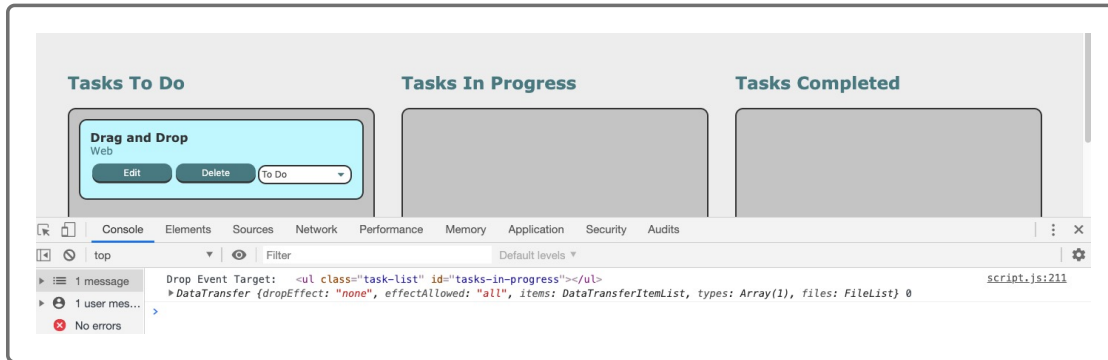 Tasks To Do Tasks In Progress Tasks Completed
Drag and Drop
Web
Edit Delete To Do
Console Elements Sources Network Performance Memory Application Security Audits
top Filter Default levels
1 message Drop Event Target: <ul class="task-list" id="tasks-in-progress"></ul> script.js:211
DataTransfer {dropEffect: "none", effectAllowed: "all", items: DataTransferItemList, types: Array(1), files: FileList} 0
1 user mes...
No errors